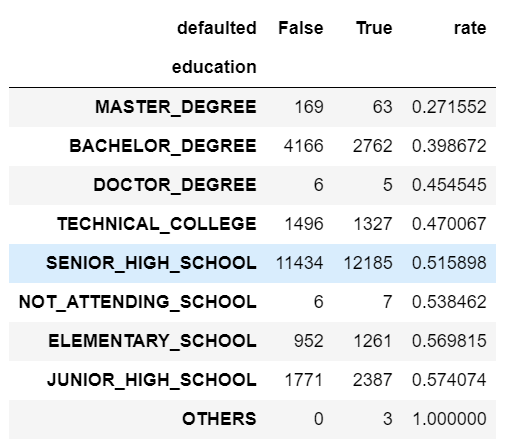 defaulted False True rate
education
MASTER_DEGREE 169 63 0.271552
BACHELOR_DEGREE 4166 2762 0.398672
DOCTOR_DEGREE 6 5 0.454545
TECHNICAL_COLLEGE 1496 1327 0.470067
SENIOR_HIGH_SCHOOL 11434 12185 0.515898
NOT_ATTENDING_SCHOOL 6 7 0.538462
ELEMENTARY_SCHOOL 952 1261 0.569815
JUNIOR_HIGH_SCHOOL 1771 2387 0.574074
OTHERS 0 3 1.000000